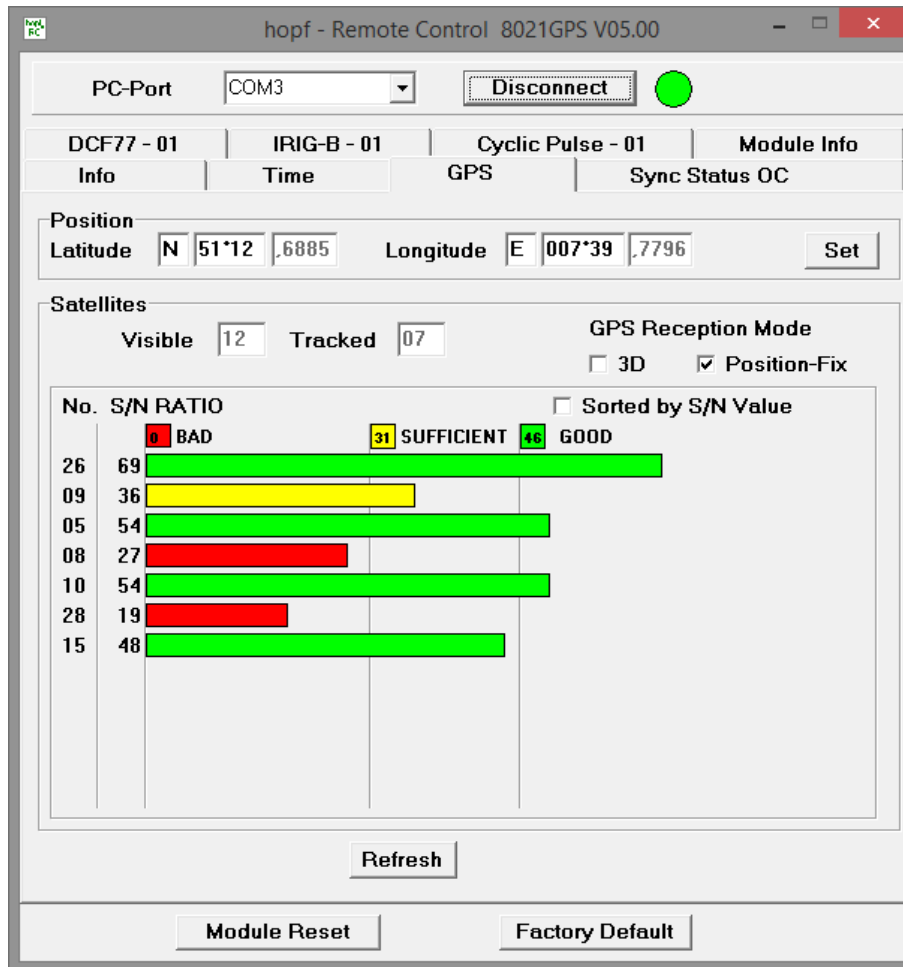 hopf RC hopf - Remote Control 8021GPS V05.00
PC-Port COM3 Disconnect
DCF77 - 01 IRIG-B - 01 Cyclic Pulse - 01 Module Info
Info Time GPS Sync Status OC
Position
Latitude N 51*12 ,6885 Longitude E 007*39 ,7796 Set
Satellites
Visible 12 Tracked 07 GPS Reception Mode
3D Position-Fix
No. S/N RATIO Sorted by S/N Value
0 BAD 31 SUFFICIENT 46 GOOD
26 69
09 36
05 54
08 27
10 54
28 19
15 48
Refresh
Module Reset Factory Default